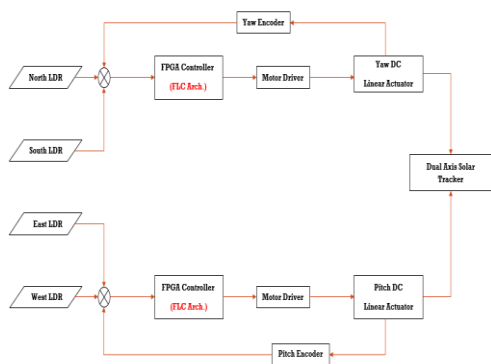 Yaw Encoder
North LDR
FPGA Controller
(FLC Arch.)
Motor Driver
Yaw DC
Linear Actuator
South LDR
Dual Axis Solar
Tracker
East LDR
West LDR
FPGA Controller
(FLC Arch.)
Motor Driver
Pitch DC
Linear Actuator
Pitch Encoder